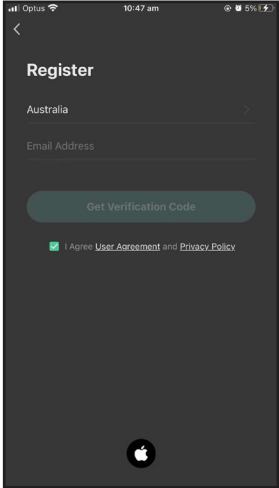 Optus 10:47 am 5%
Register
Australia
Email Address
Get Verification Code
I Agree User Agreement and Privacy Policy